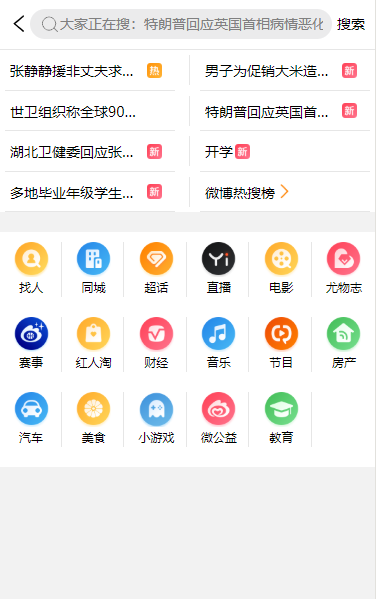 大家正在搜：特朗普回应英国首相病情恶化 搜索
张静静援非丈夫求... 热 男子为促销大米造... 新
世卫组织称全球90... 特朗普回应英国首... 新
湖北卫健委回应张... 新 开学 新
多地毕业年级学生... 新 微博热搜榜
找人 同城 超话 直播 电影 尤物志
赛事 红人淘 财经 音乐 节目 房产
汽车 美食 小游戏 微公益 教育